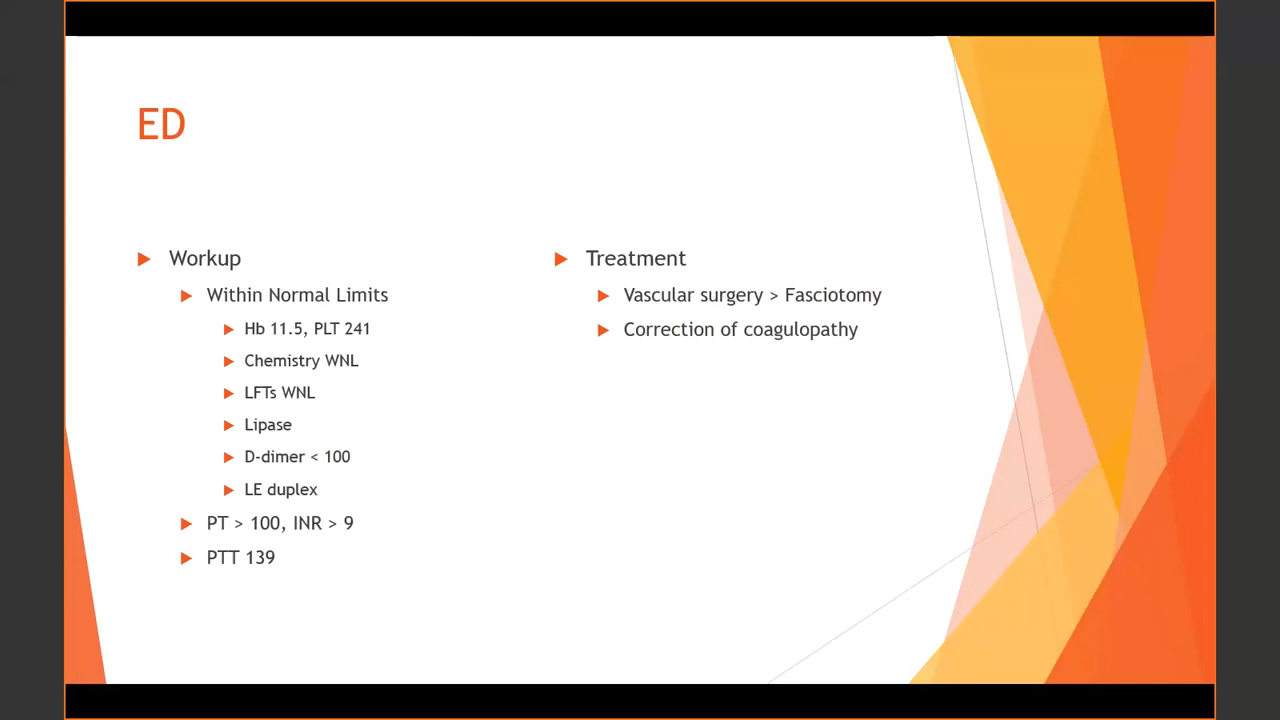 ED
Workup
Within Normal Limits
Hb 11.5, PLT 241
Chemistry WNL
LFTs WNL
Lipase
D-dimer < 100
LE duplex
PT > 100, INR > 9
PTT 139
Treatment
Vascular surgery > Fasciotomy
Correction of coagulopathy